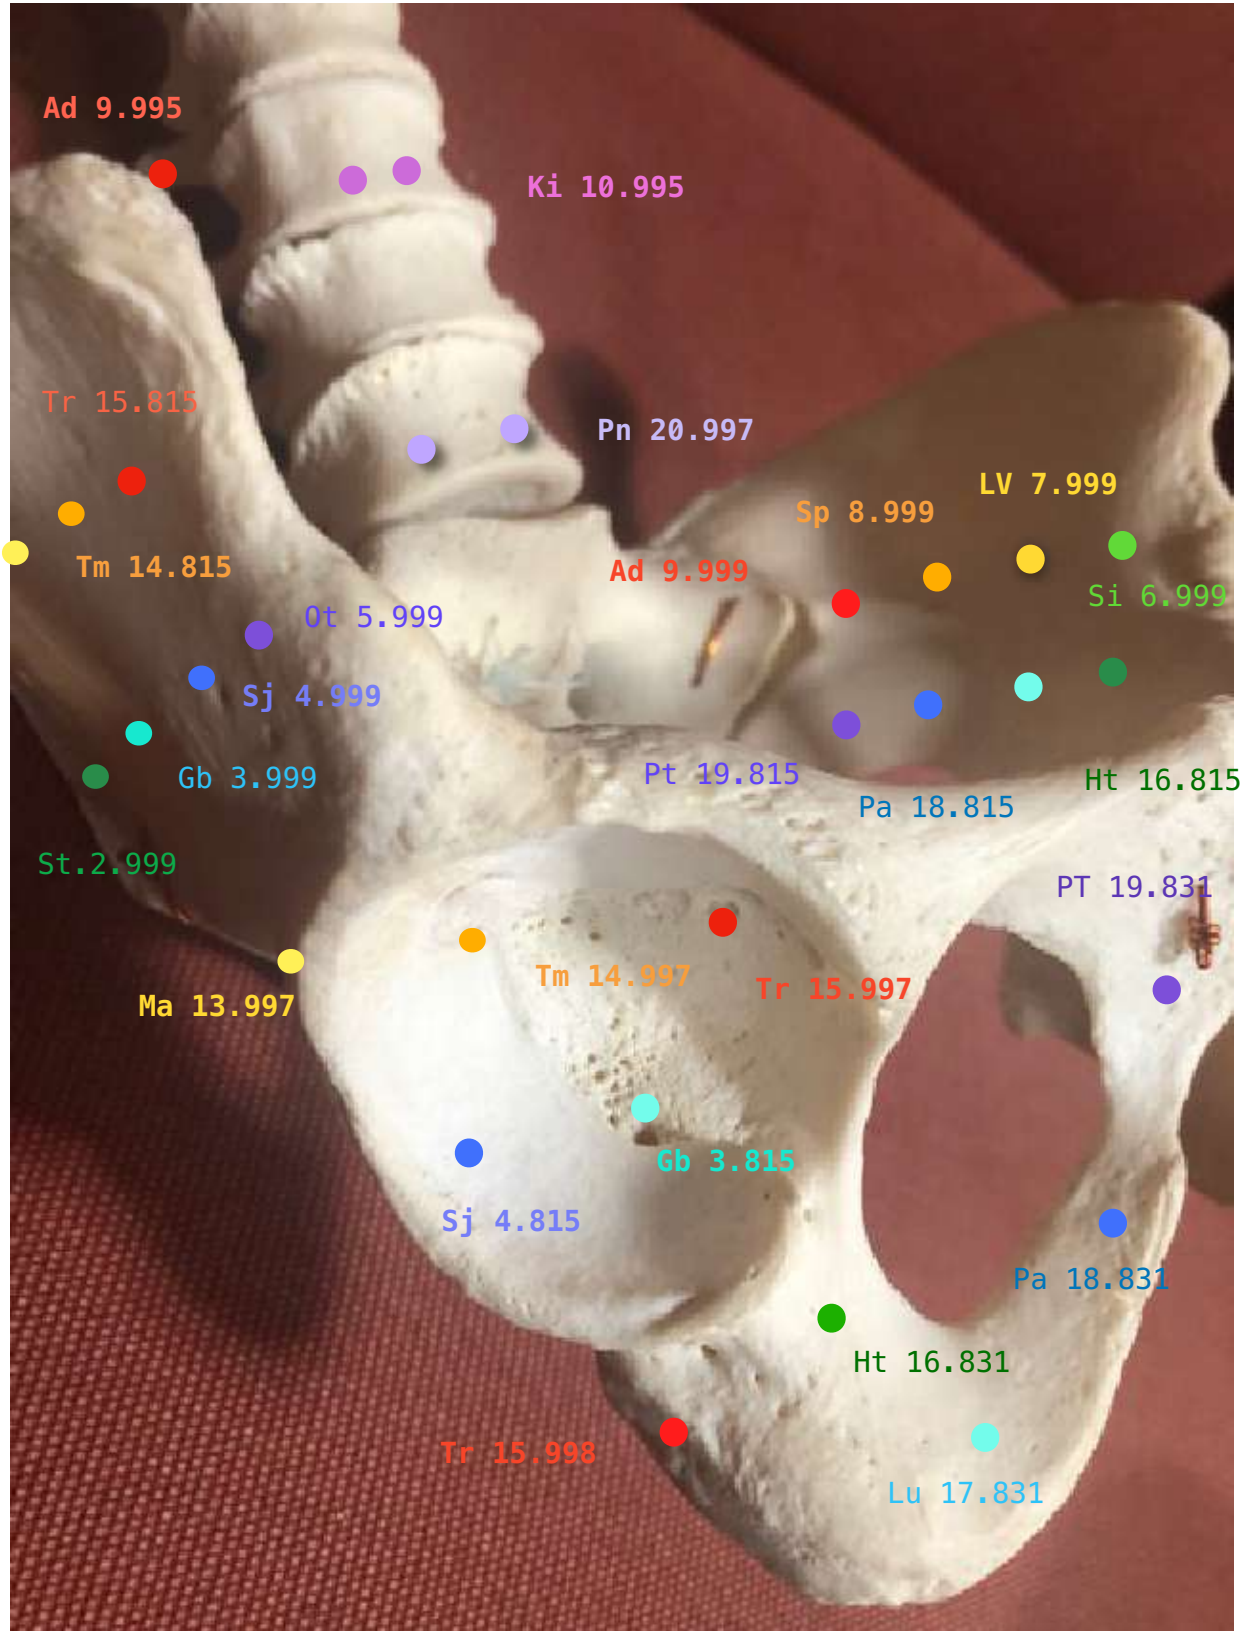 Ad 9.995
Ki 10.995
Tr 15.815
Pn 20.997
LV 7.999
Sp 8.999
Tm 14.815
Ad 9.999
Si 6.999
Ot 5.999
Sj 4.999
Gb 3.999
Pt 19.815
Ht 16.815
Pa 18.815
St.2.999
PT 19.831
Tm 14.997
Tr 15.997
Ma 13.997
Gb 3.815
Sj 4.815
Pa 18.831
Ht 16.831
Tr 15.998
Lu 17.831